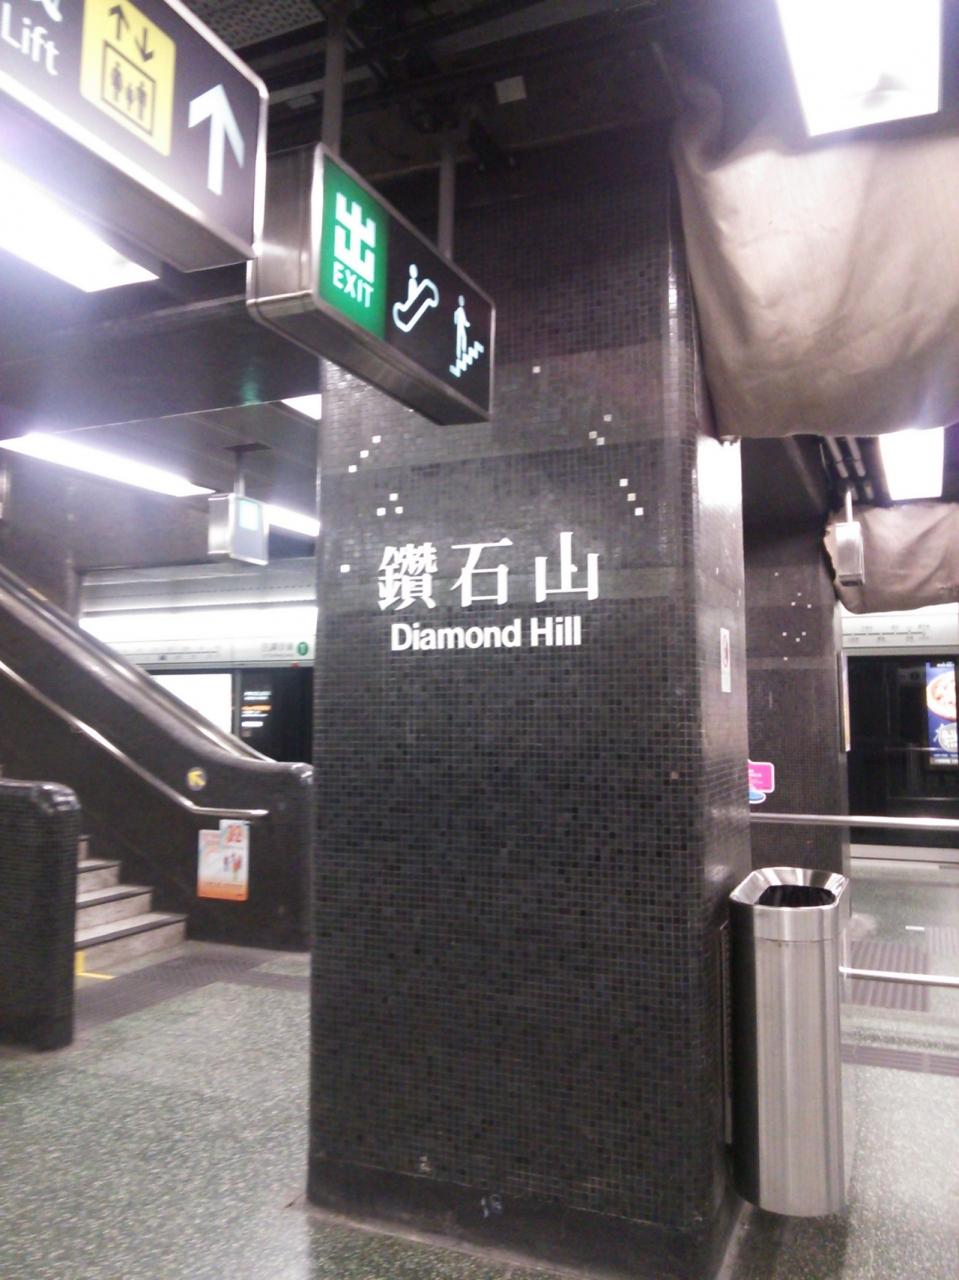 Lift
出
EXIT
鑽石山
Diamond Hill